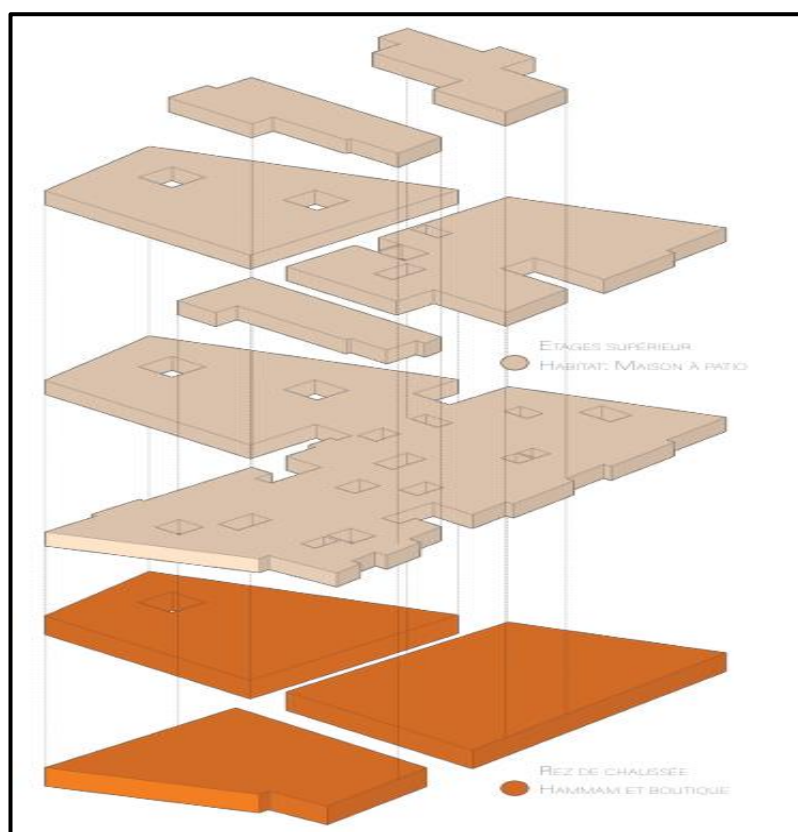 ETAGES SUPÉRIEUR
HABITAT: MAISON À PATIO
REZ DE CHAUSSÉE
HAMMAM ET BOUTIQUE